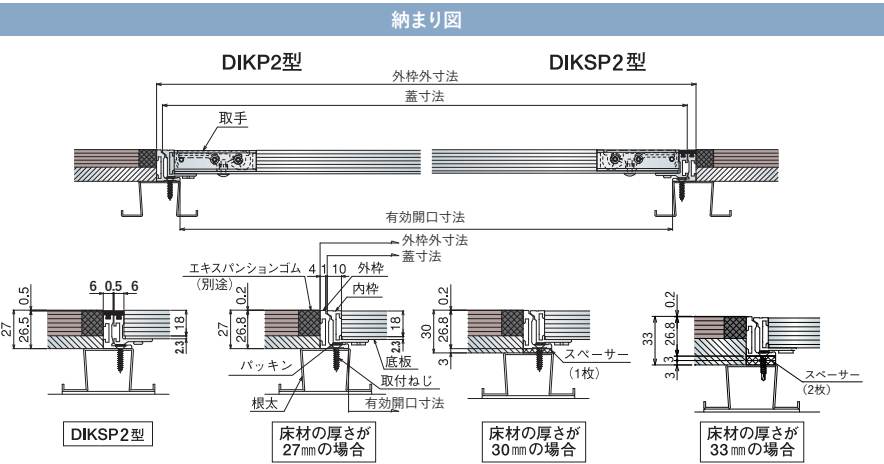 納まり図
DIKP2型
DIKSP2型
外枠外寸法
蓋寸法
取手
有効開口寸法
外枠外寸法
蓋寸法
6 0.5 6
0.5
27
26.5
18
2.3
DIKSP2型
エキスパンションゴム
(別途)
4 1 10
外枠
内枠
0.2
27
26.8
18
2.3
パッキン
底板
取付ねじ
根太
有効開口寸法
床材の厚さが
27㎜の場合
0.2
30
26.8
3
スペーサー
(1枚)
床材の厚さが
30㎜の場合
0.2
33
26.8
3
3
スペーサー
(2枚)
床材の厚さが
33㎜の場合